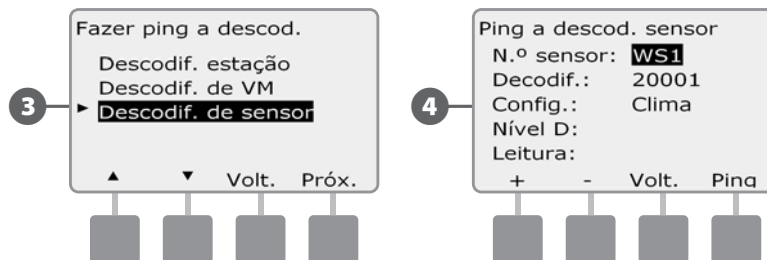 Fazer ping a descod.
Descodif. estação
Descodif. de VM
3
► Descodif. de sensor
▲ ▼ Volt. Próx.
Ping a descod. sensor
N.º sensor: WS1
Decodif.: 20001
4
Config.: Clima
Nível D:
Leitura:
+ - Volt. Ping